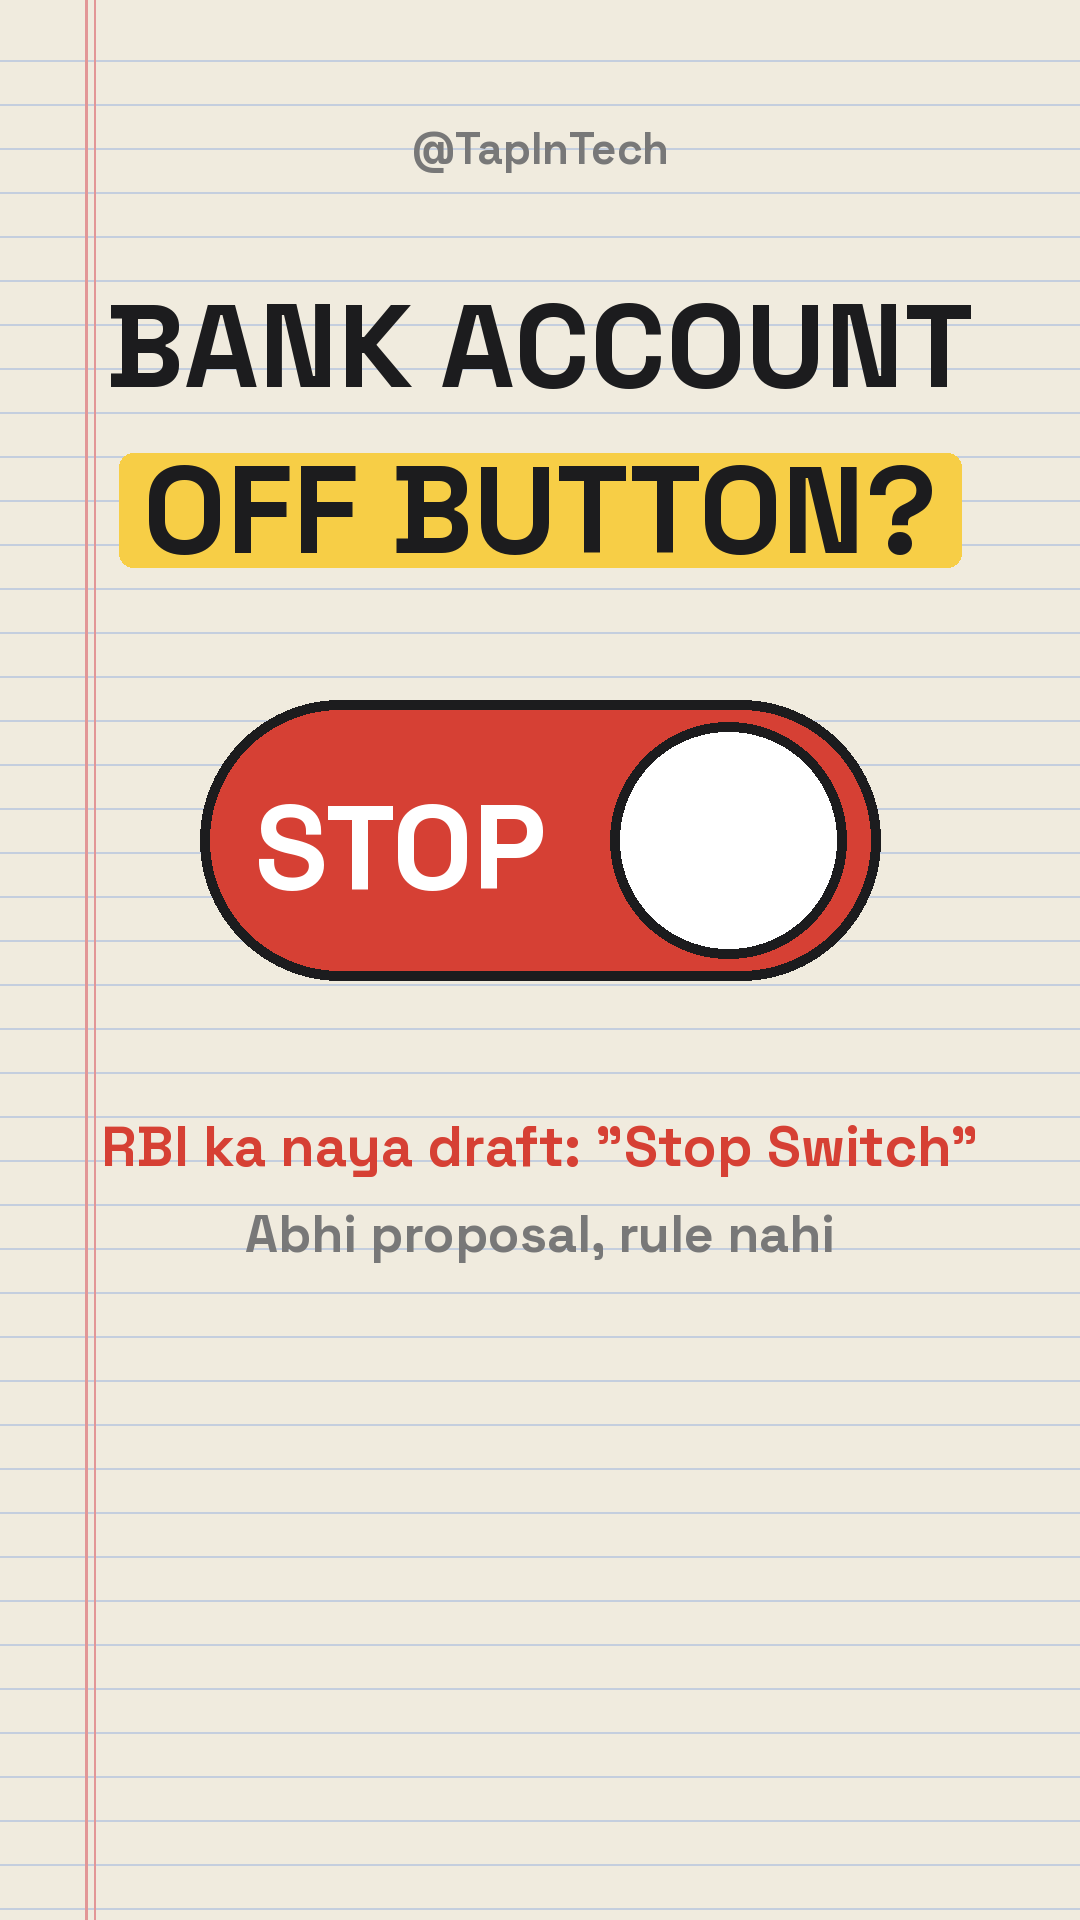 @TapInTech
BANK ACCOUNT
OFF BUTTON?
STOP
RBI ka naya draft: ”Stop Switch”
Abhi proposal, rule nahi